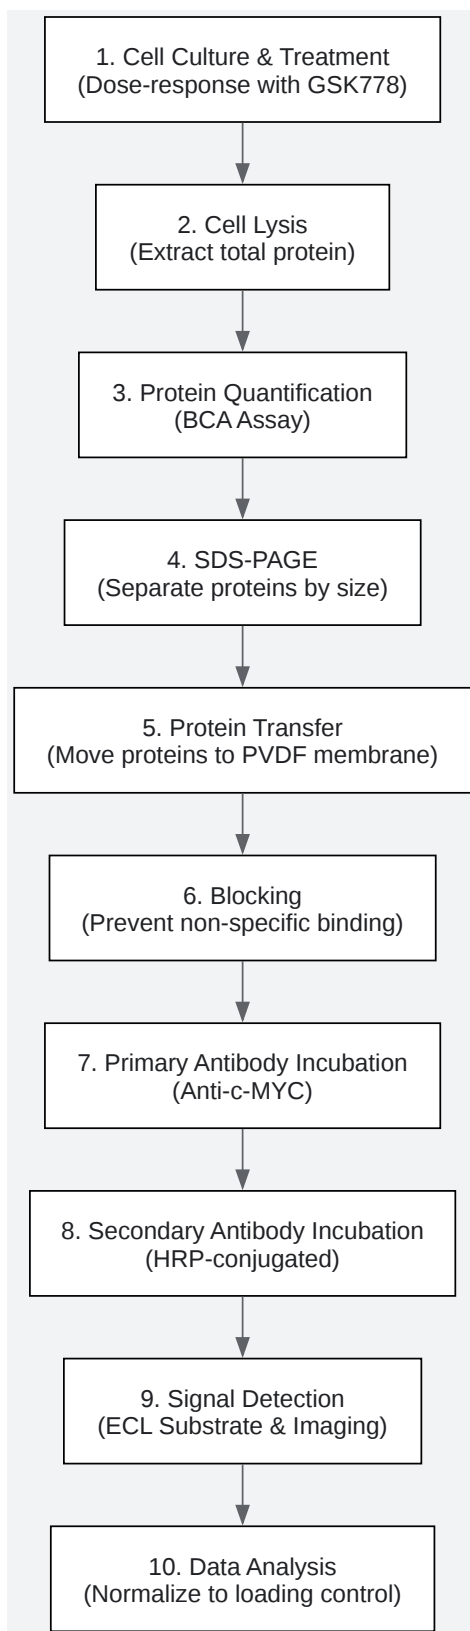 1. Cell Culture & Treatment
(Dose-response with GSK778)
2. Cell Lysis
(Extract total protein)
3. Protein Quantification
(BCA Assay)
4. SDS-PAGE
(Separate proteins by size)
5. Protein Transfer
(Move proteins to PVDF membrane)
6. Blocking
(Prevent non-specific binding)
7. Primary Antibody Incubation
(Anti-c-MYC)
8. Secondary Antibody Incubation
(HRP-conjugated)
9. Signal Detection
(ECL Substrate & Imaging)
10. Data Analysis
(Normalize to loading control)